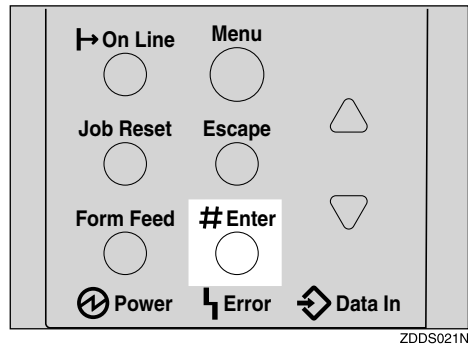 On Line Menu
Job Reset Escape
Form Feed # Enter
Power Error Data In
ZDDS021N